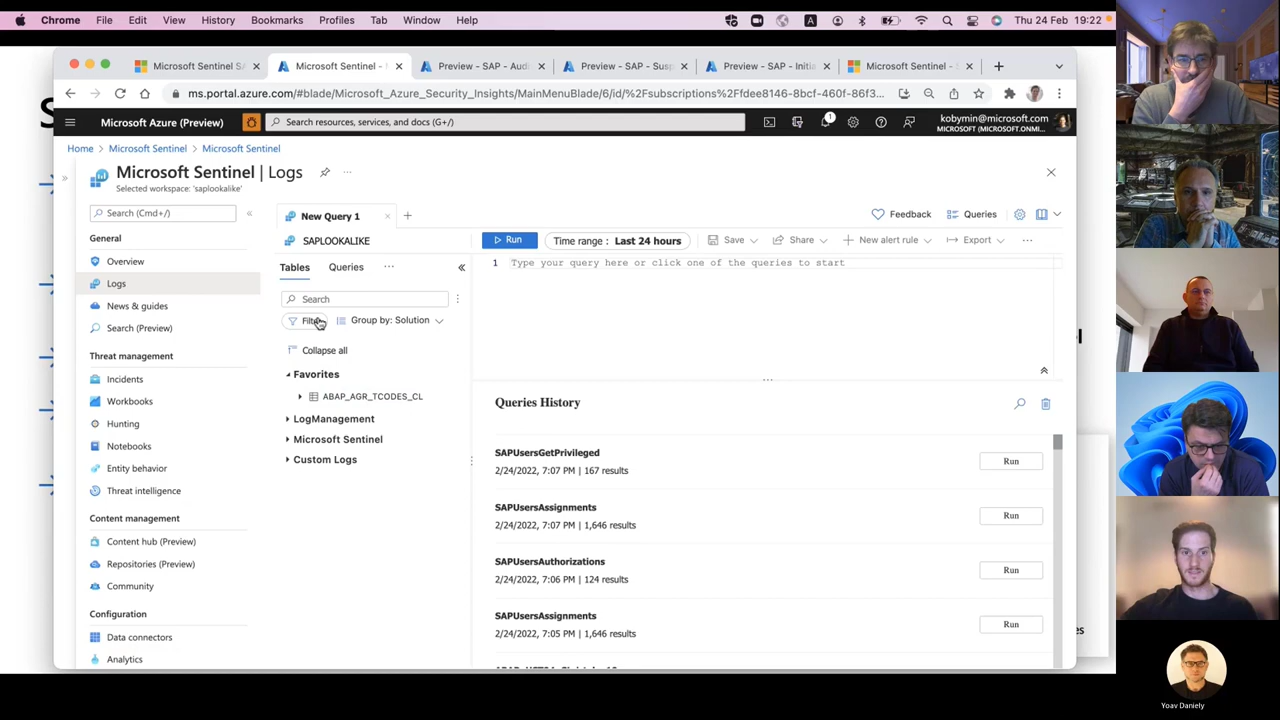 Chrome File Edit View History Bookmarks Profiles Tab Window Help A Thu 24 Feb 19:22
Microsoft Sentinel SA Microsoft Sentinel - Preview - SAP - Audi Preview - SAP - Sus Preview - SAP - Initia Microsoft Sentinel - S
ms.portal.azure.com/#blade/Microsoft_Azure_Security_Insights/MainMenuBlade/6/id/%2Fsubscriptions%2Ffdee8146-8bcf-460f-86f3...
Microsoft Azure (Preview)
Search resources, services, and docs (G+/)
1
kobymin@microsoft.com
MICROSOFT (MICROSOFT.ONMI...
Home > Microsoft Sentinel > Microsoft Sentinel
Microsoft Sentinel | Logs
Selected workspace: 'saplookalike'
Search (Cmd+/)
General
Overview
Logs
News & guides
Search (Preview)
Threat management
Incidents
Workbooks
Hunting
Notebooks
Entity behavior
Threat intelligence
Content management
Content hub (Preview)
Repositories (Preview)
Community
Configuration
Data connectors
Analytics
New Query 1
Feedback
Queries
SAPLOOKALIKE
Run
Time range : Last 24 hours
Save
Share
New alert rule
Export
Tables
Queries
Search
Filter
Group by: Solution
Collapse all
Favorites
ABAP_AGR_TCODES_CL
LogManagement
Microsoft Sentinel
Custom Logs
1 Type your query here or click one of the queries to start
Queries History
SAPUsersGetPrivileged
2/24/2022, 7:07 PM | 167 results
Run
SAPUsersAssignments
2/24/2022, 7:07 PM | 1,646 results
Run
SAPUsersAuthorizations
2/24/2022, 7:06 PM | 124 results
Run
SAPUsersAssignments
2/24/2022, 7:05 PM | 1,646 results
Run
Yoav Daniely